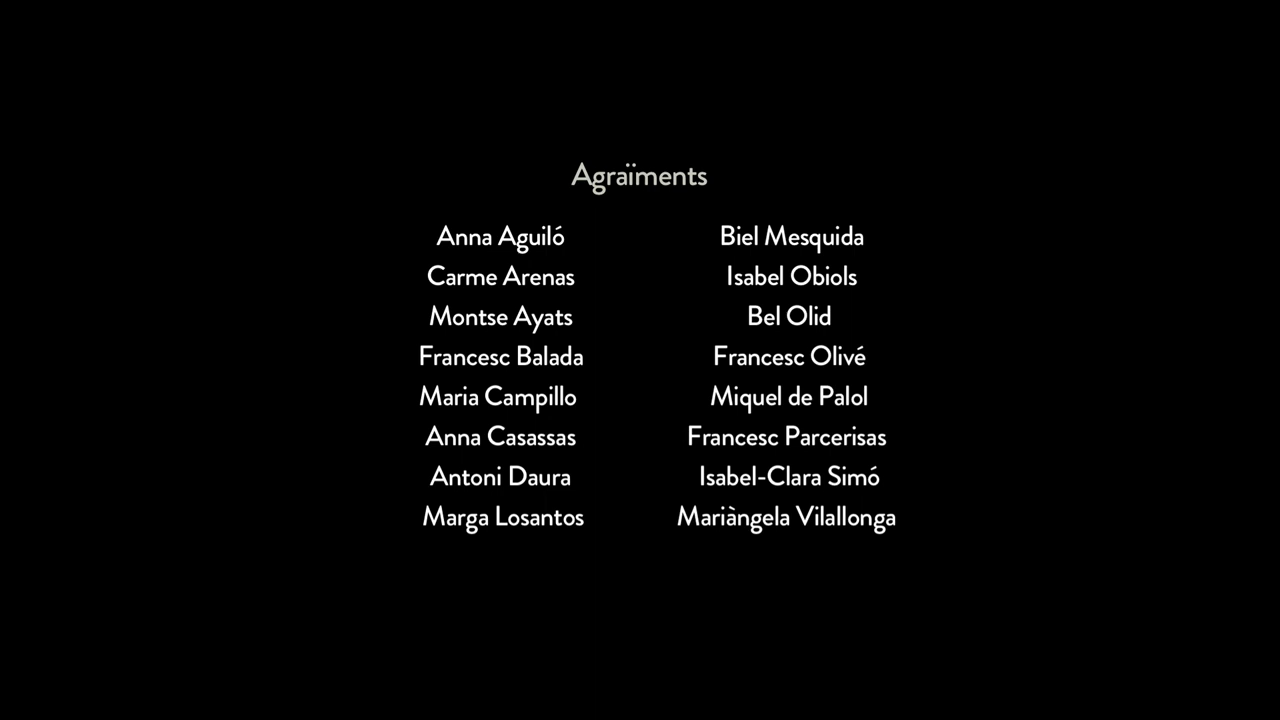 Agraïments
Anna Aguiló
Carme Arenas
Montse Ayats
Francesc Balada
Maria Campillo
Anna Casassas
Antoni Daura
Marga Losantos
Biel Mesquida
Isabel Obiols
Bel Olid
Francesc Olivé
Miquel de Palol
Francesc Parcerisas
Isabel-Clara Simó
Mariàngela Vilallonga